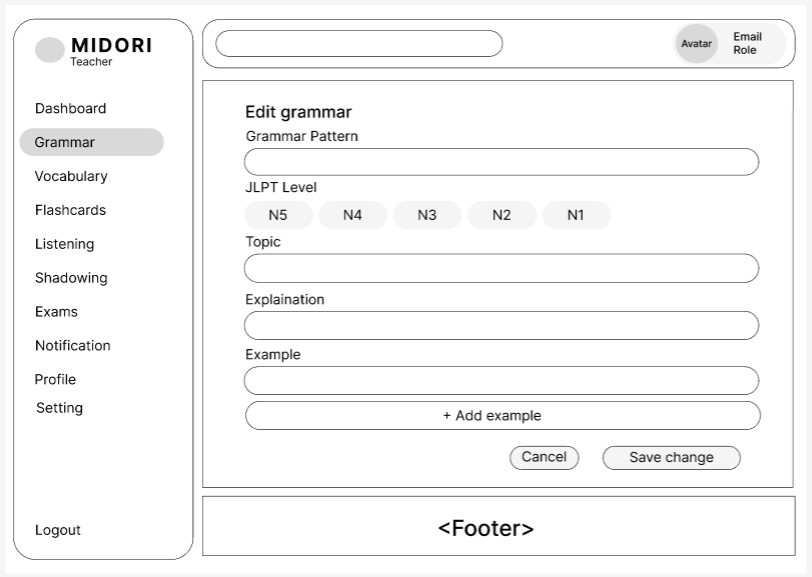 MIDORI
Teacher
Dashboard
Grammar
Vocabulary
Flashcards
Listening
Shadowing
Exams
Notification
Profile
Setting
Logout
Avatar
Email
Role
Edit grammar
Grammar Pattern
JLPT Level
N5 N4 N3 N2 N1
Topic
Explaination
Example
+ Add example
Cancel Save change
<Footer>